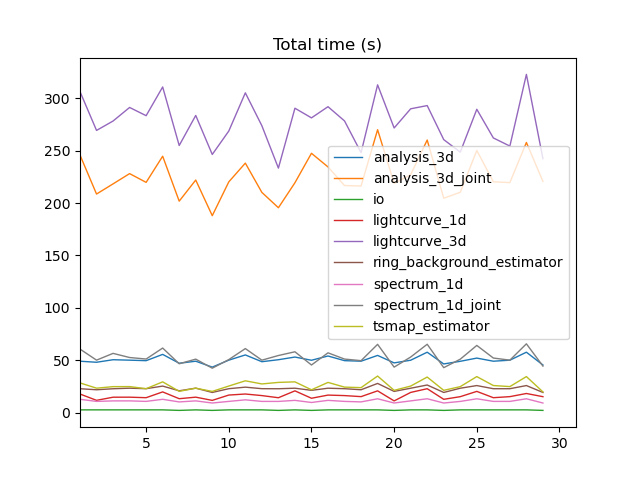 Total time (s)
300
250
200
150
100
50
0
analysis_3d
analysis_3d_joint
io
lightcurve_1d
lightcurve_3d
ring_background_estimator
spectrum_1d
spectrum_1d_joint
tsmap_estimator
5 10 15 20 25 30